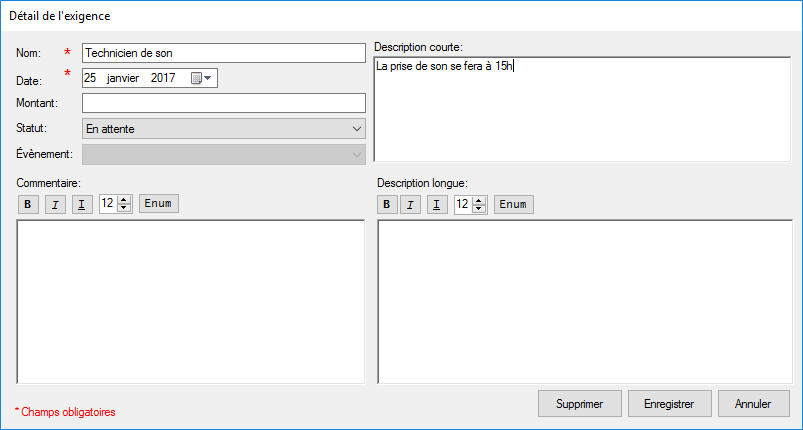 Détail de l'exigence
Nom: * Technicien de son
Date: * 25 janvier 2017
Montant:
Statut: En attente
Évènement:
Description courte:
La prise de son se fera à 15h
Commentaire:
B I I 12 Enum
Description longue:
B I I 12 Enum
* Champs obligatoires
Supprimer Enregistrer Annuler